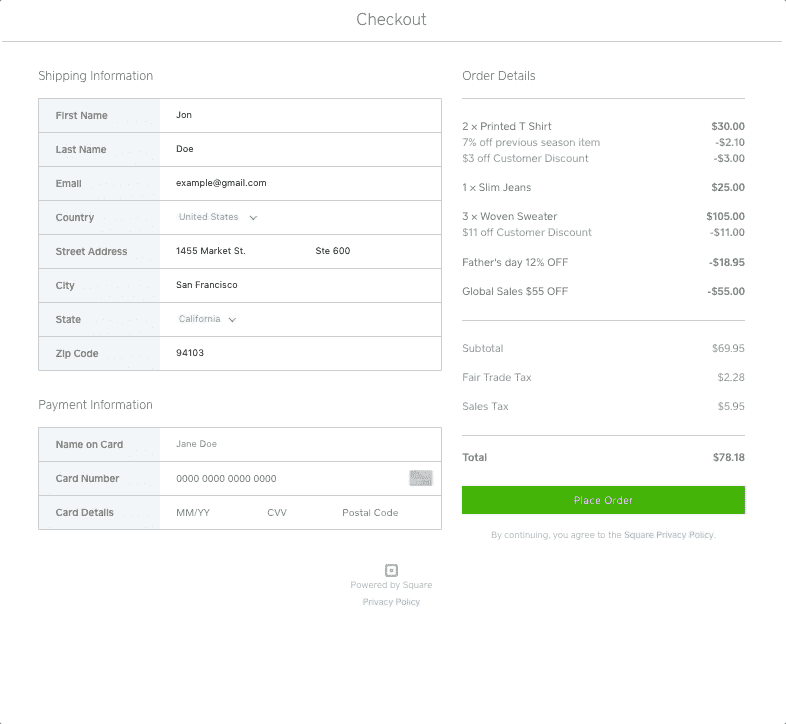 Checkout
Shipping Information
First Name Jon
Last Name Doe
Email example@gmail.com
Country United States
Street Address 1455 Market St. Ste 600
City San Francisco
State California
Zip Code 94103
Payment Information
Name on Card Jane Doe
Card Number 0000 0000 0000 0000
Card Details MM/YY CVV Postal Code
Order Details
2 × Printed T Shirt $30.00
7% off previous season item -$2.10
$3 off Customer Discount -$3.00
1 × Slim Jeans $25.00
3 × Woven Sweater $105.00
$11 off Customer Discount -$11.00
Father's day 12% OFF -$18.95
Global Sales $55 OFF -$55.00
Subtotal $69.95
Fair Trade Tax $2.28
Sales Tax $5.95
Total $78.18
Place Order
By continuing, you agree to the Square Privacy Policy.
Powered by Square
Privacy Policy